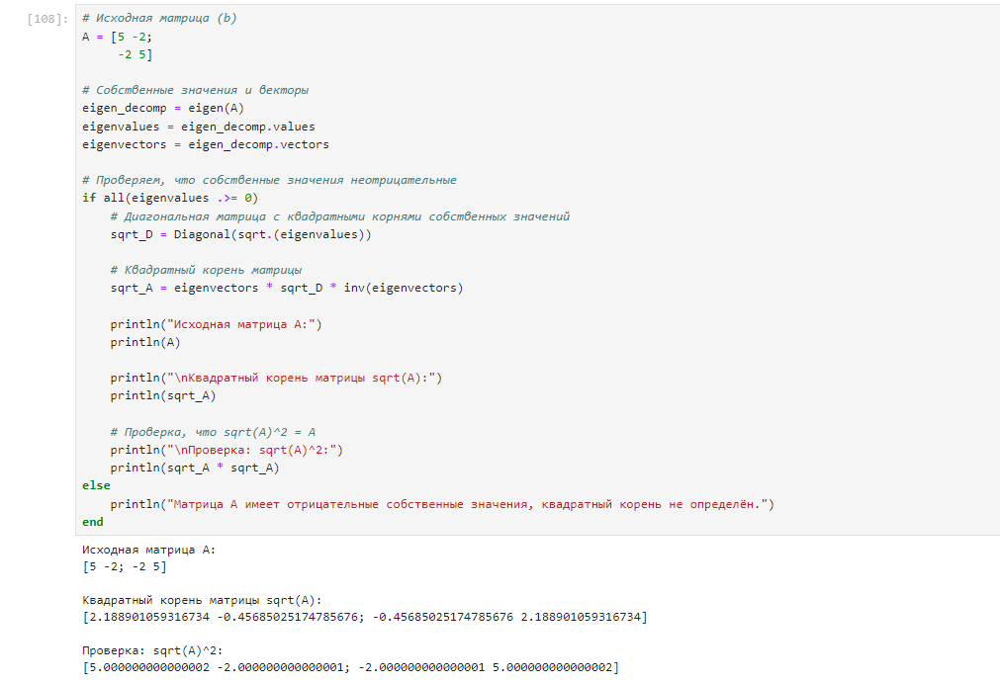 [108]:
# Исходная матрица (b)
A = [5 -2;
     -2 5]
# Собственные значения и векторы
eigen_decomp = eigen(A)
eigenvalues = eigen_decomp.values
eigenvectors = eigen_decomp.vectors
# Проверяем, что собственные значения неотрицательные
if all(eigenvalues .>= 0)
    # Диагональная матрица с квадратными корнями собственных значений
    sqrt_D = Diagonal(sqrt.(eigenvalues))
    # Квадратный корень матрицы
    sqrt_A = eigenvectors * sqrt_D * inv(eigenvectors)
    println("Исходная матрица A:")
    println(A)
    println("\nКвадратный корень матрицы sqrt(A):")
    println(sqrt_A)
    # Проверка, что sqrt(A)^2 = A
    println("\nПроверка: sqrt(A)^2:")
    println(sqrt_A * sqrt_A)
else
    println("Матрица A имеет отрицательные собственные значения, квадратный корень не определён.")
end
Исходная матрица A:
[5 -2; -2 5]
Квадратный корень матрицы sqrt(A):
[2.188901059316734 -0.45685025174785676; -0.45685025174785676 2.188901059316734]
Проверка: sqrt(A)^2:
[5.000000000000002 -2.000000000000001; -2.000000000000001 5.000000000000002]